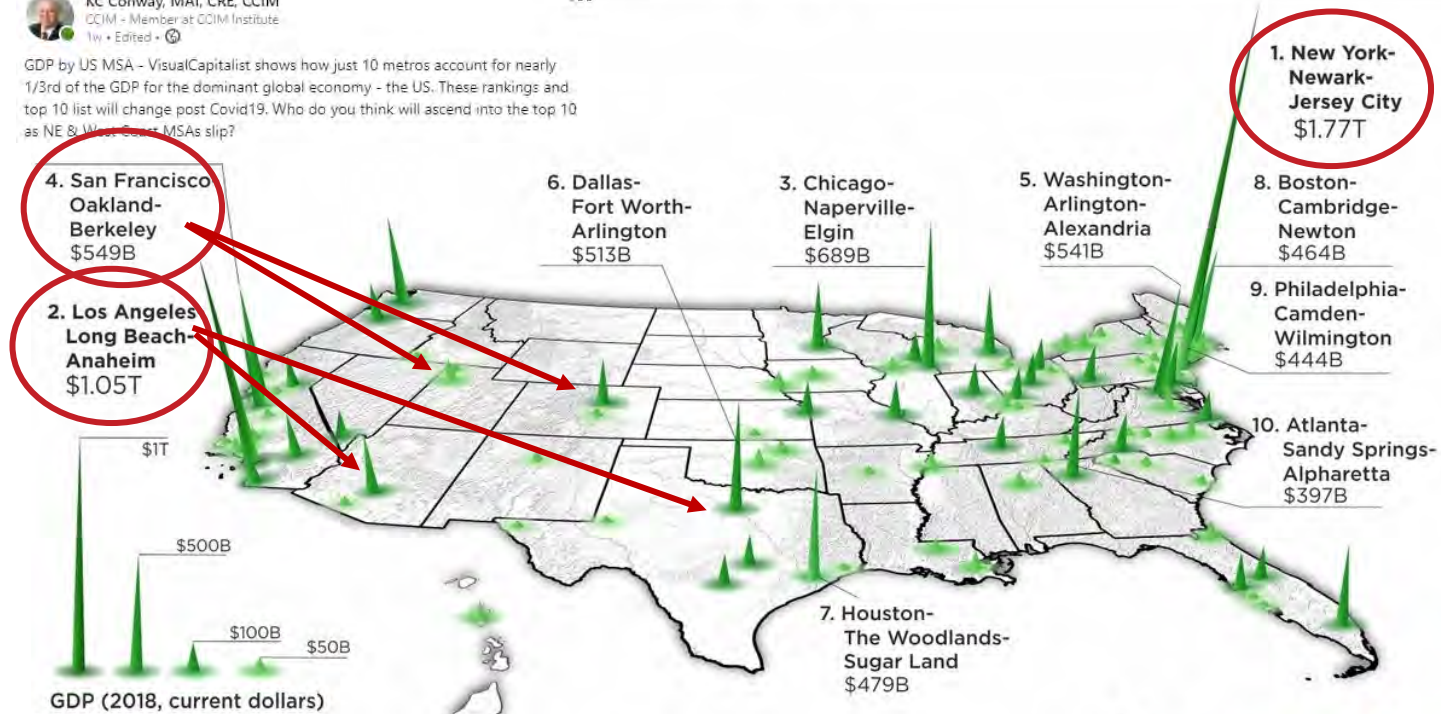 KC Conway, MAI, CRE, CCIM
CCIM - Member at CCIM Institute
1w • Edited •
GDP by US MSA - VisualCapitalist shows how just 10 metros account for nearly
1/3rd of the GDP for the dominant global economy - the US. These rankings and
top 10 list will change post Covid19. Who do you think will ascend into the top 10
as NE & West Coast MSAs slip?
1. New York-
Newark-
Jersey City
$1.77T
4. San Francisco-
Oakland-
Berkeley
$549B
6. Dallas-
Fort Worth-
Arlington
$513B
3. Chicago-
Naperville-
Elgin
$689B
5. Washington-
Arlington-
Alexandria
$541B
8. Boston-
Cambridge-
Newton
$464B
2. Los Angeles
Long Beach-
Anaheim
$1.05T
9. Philadelphia-
Camden-
Wilmington
$444B
10. Atlanta-
Sandy Springs-
Alpharetta
$397B
7. Houston-
The Woodlands-
Sugar Land
$479B
$1T
$500B
$100B
$50B
GDP (2018, current dollars)